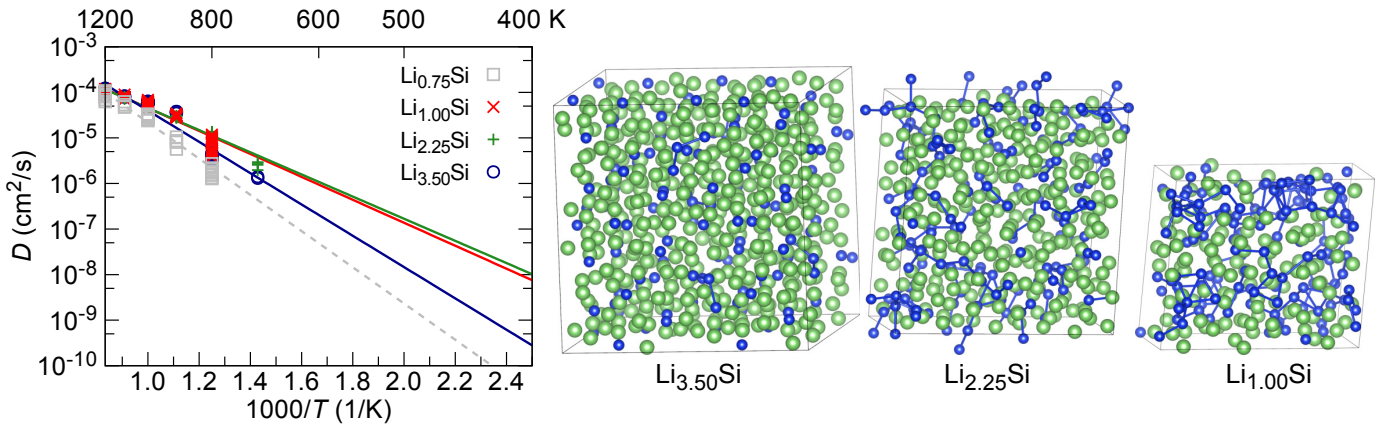 1200 800 600 500 400 K
10⁻³
10⁻⁴
10⁻⁵
10⁻⁶
10⁻⁷
10⁻⁸
10⁻⁹
10⁻¹⁰
D (cm²/s)
Li₀.₇₅Si
Li₁.₀₀Si
Li₂.₂₅Si
Li₃.₅₀Si
1.0 1.2 1.4 1.6 1.8 2.0 2.2 2.4
1000/T (1/K)
Li₃.₅₀Si
Li₂.₂₅Si
Li₁.₀₀Si